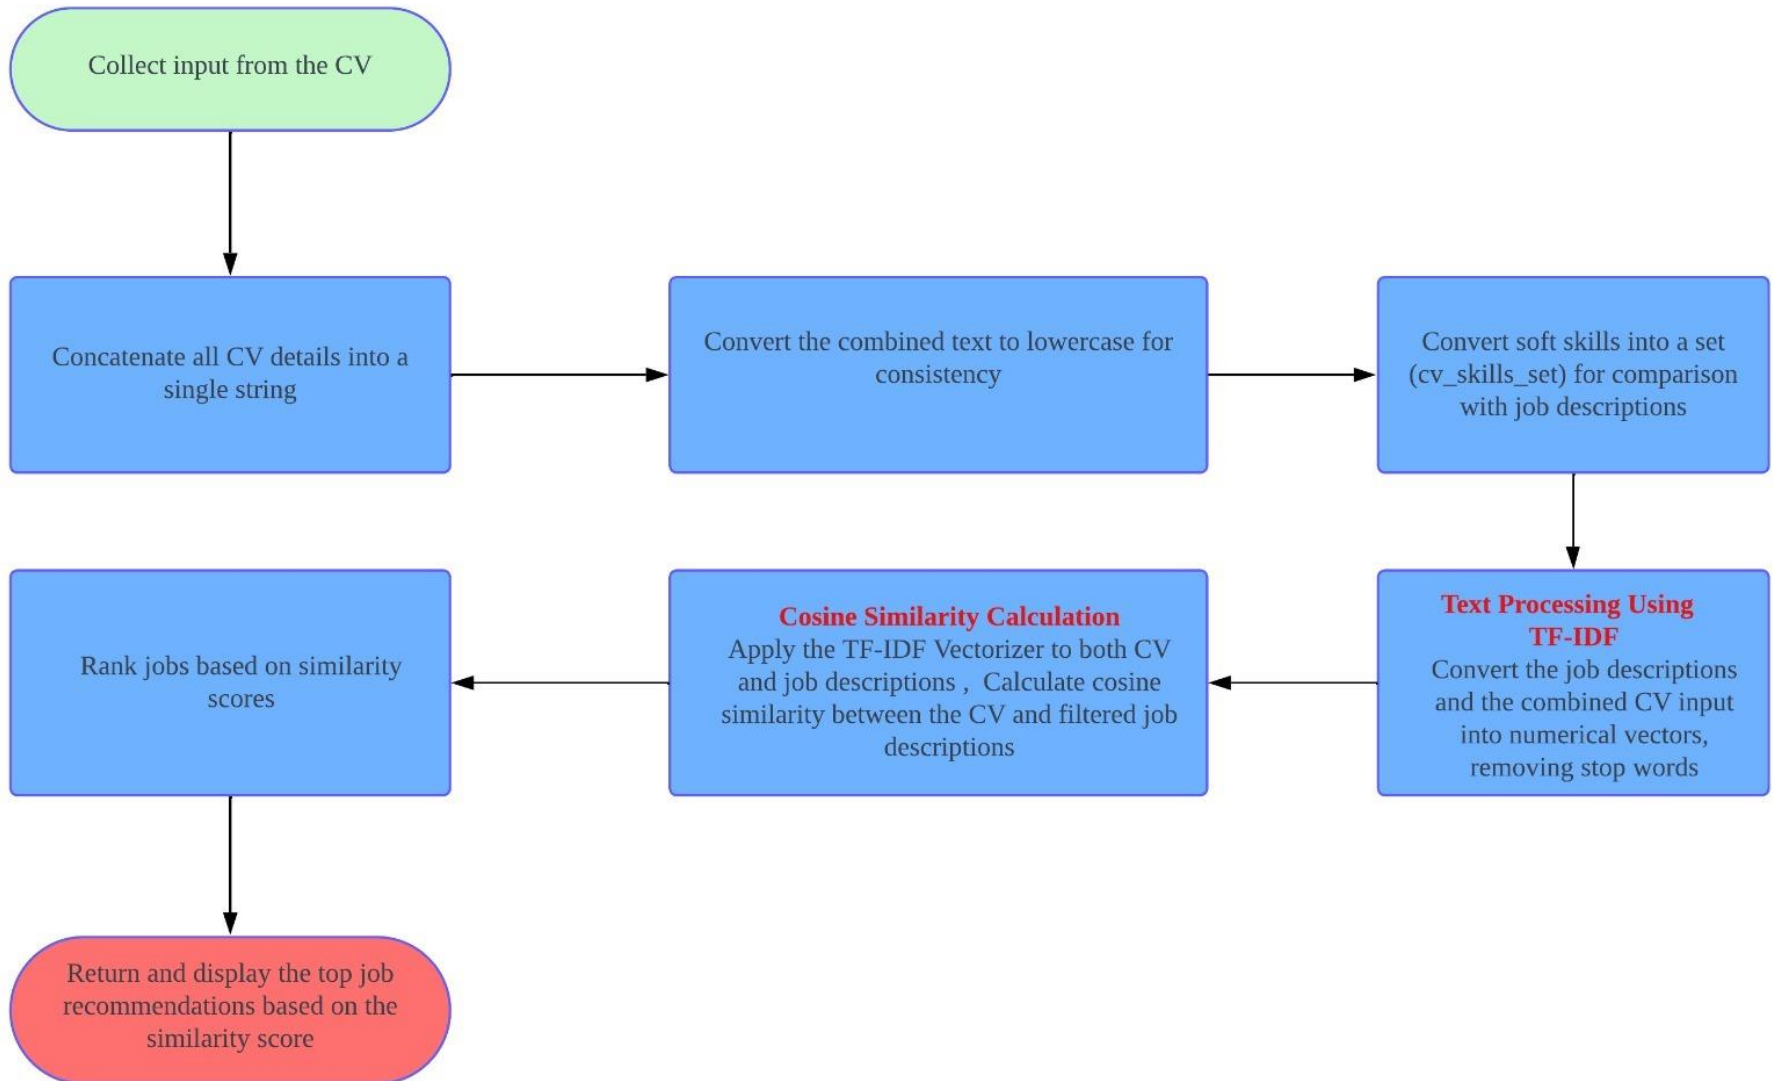 Collect input from the CV
Concatenate all CV details into a
single string
Convert the combined text to lowercase for
consistency
Convert soft skills into a set
(cv_skills_set) for comparison
with job descriptions
Text Processing Using
TF-IDF
Convert the job descriptions
and the combined CV input
into numerical vectors,
removing stop words
Cosine Similarity Calculation
Apply the TF-IDF Vectorizer to both CV
and job descriptions ,  Calculate cosine
similarity between the CV and filtered job
descriptions
Rank jobs based on similarity
scores
Return and display the top job
recommendations based on the
similarity score